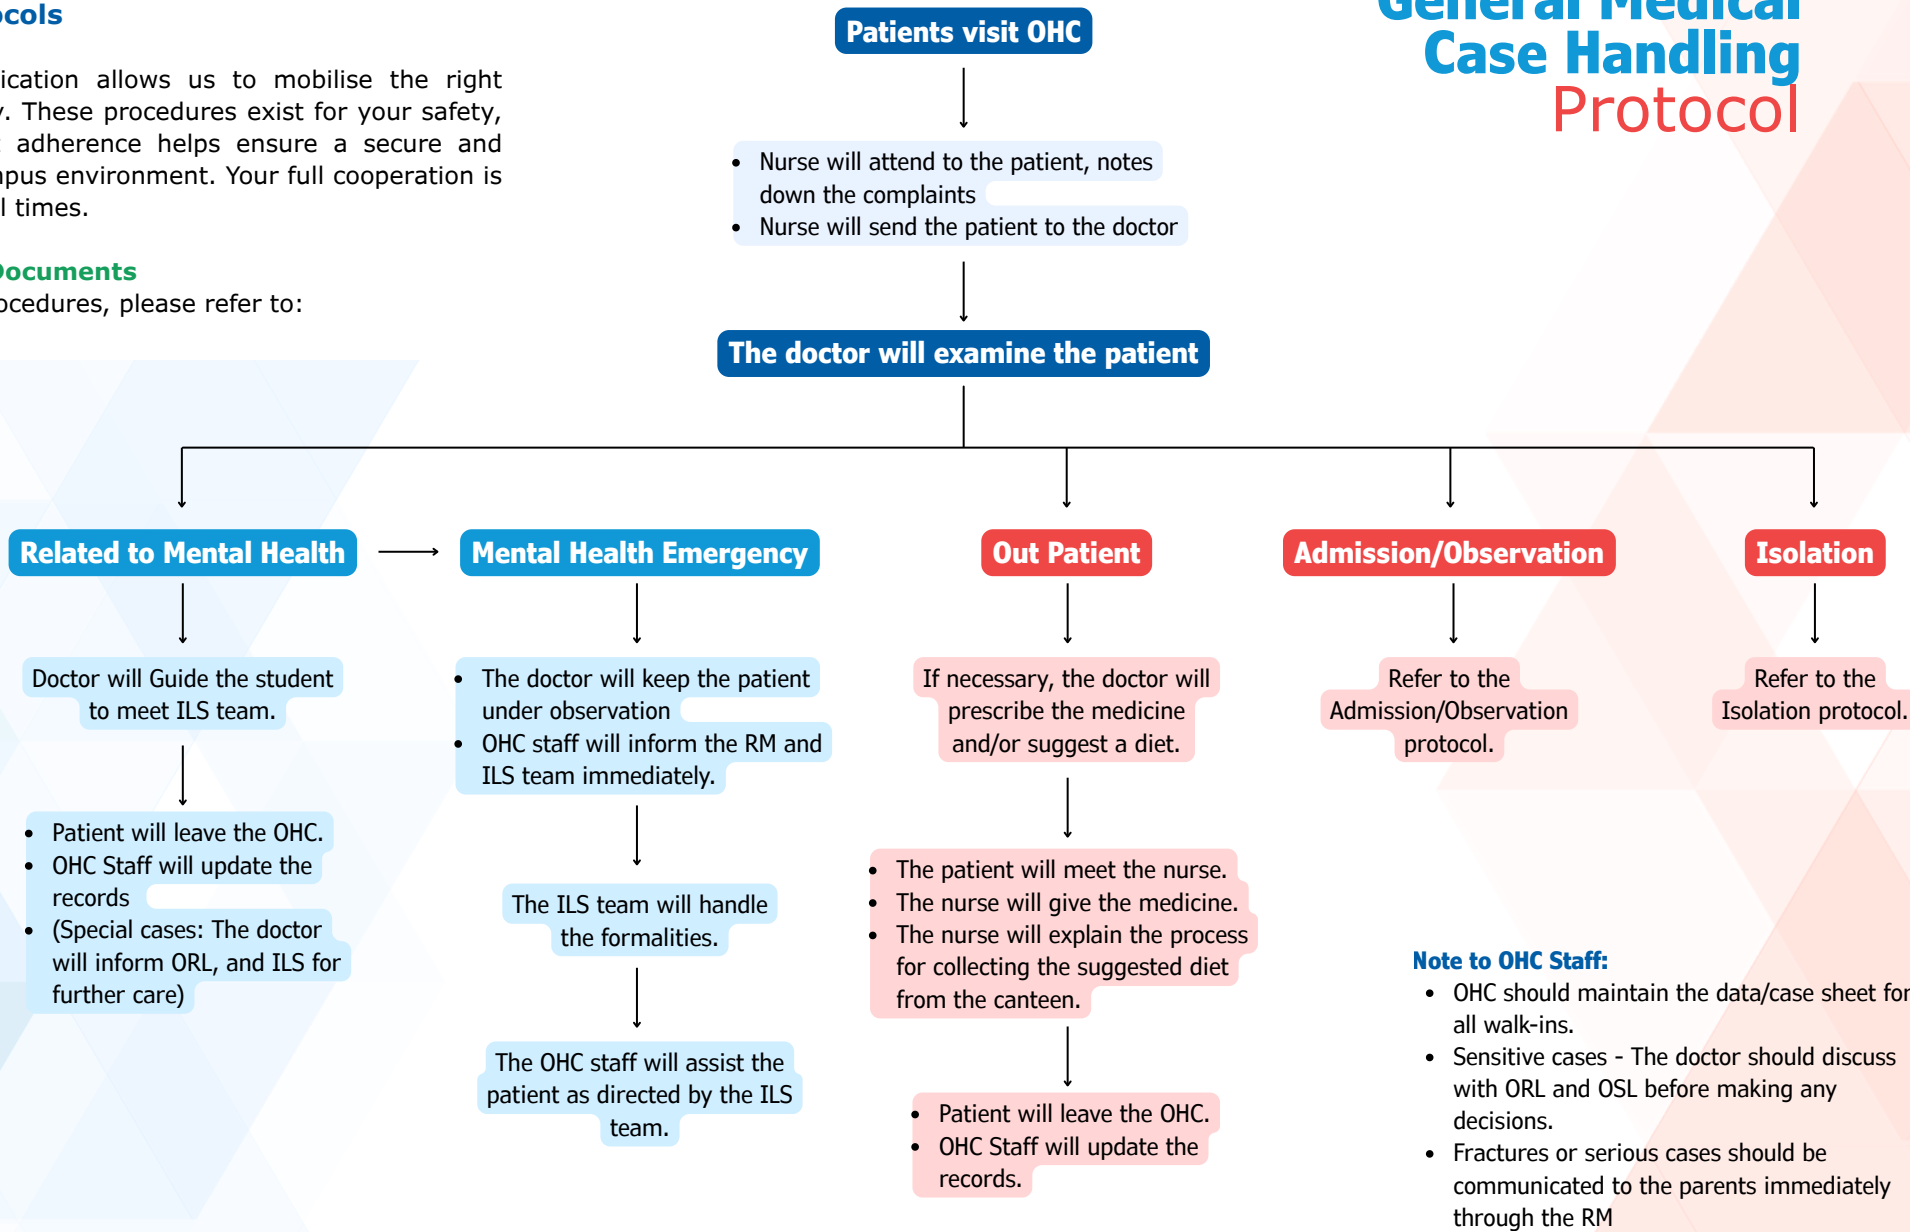 ocols
ication allows us to mobilise the right
y. These procedures exist for your safety,
t adherence helps ensure a secure and
mpus environment. Your full cooperation is
l times.
Documents
ocedures, please refer to:
General Medical
Case Handling
Protocol
Patients visit OHC
• Nurse will attend to the patient, notes
down the complaints
• Nurse will send the patient to the doctor
The doctor will examine the patient
Related to Mental Health
Doctor will Guide the student
to meet ILS team.
• Patient will leave the OHC.
• OHC Staff will update the
records
• (Special cases: The doctor
will inform ORL, and ILS for
further care)
Mental Health Emergency
• The doctor will keep the patient
under observation
• OHC staff will inform the RM and
ILS team immediately.
The ILS team will handle
the formalities.
The OHC staff will assist the
patient as directed by the ILS
team.
Out Patient
If necessary, the doctor will
prescribe the medicine
and/or suggest a diet.
• The patient will meet the nurse.
• The nurse will give the medicine.
• The nurse will explain the process
for collecting the suggested diet
from the canteen.
• Patient will leave the OHC.
• OHC Staff will update the
records.
Admission/Observation
Refer to the
Admission/Observation
protocol.
Isolation
Refer to the
Isolation protocol.
Note to OHC Staff:
• OHC should maintain the data/case sheet for
all walk-ins.
• Sensitive cases - The doctor should discuss
with ORL and OSL before making any
decisions.
• Fractures or serious cases should be
communicated to the parents immediately
through the RM